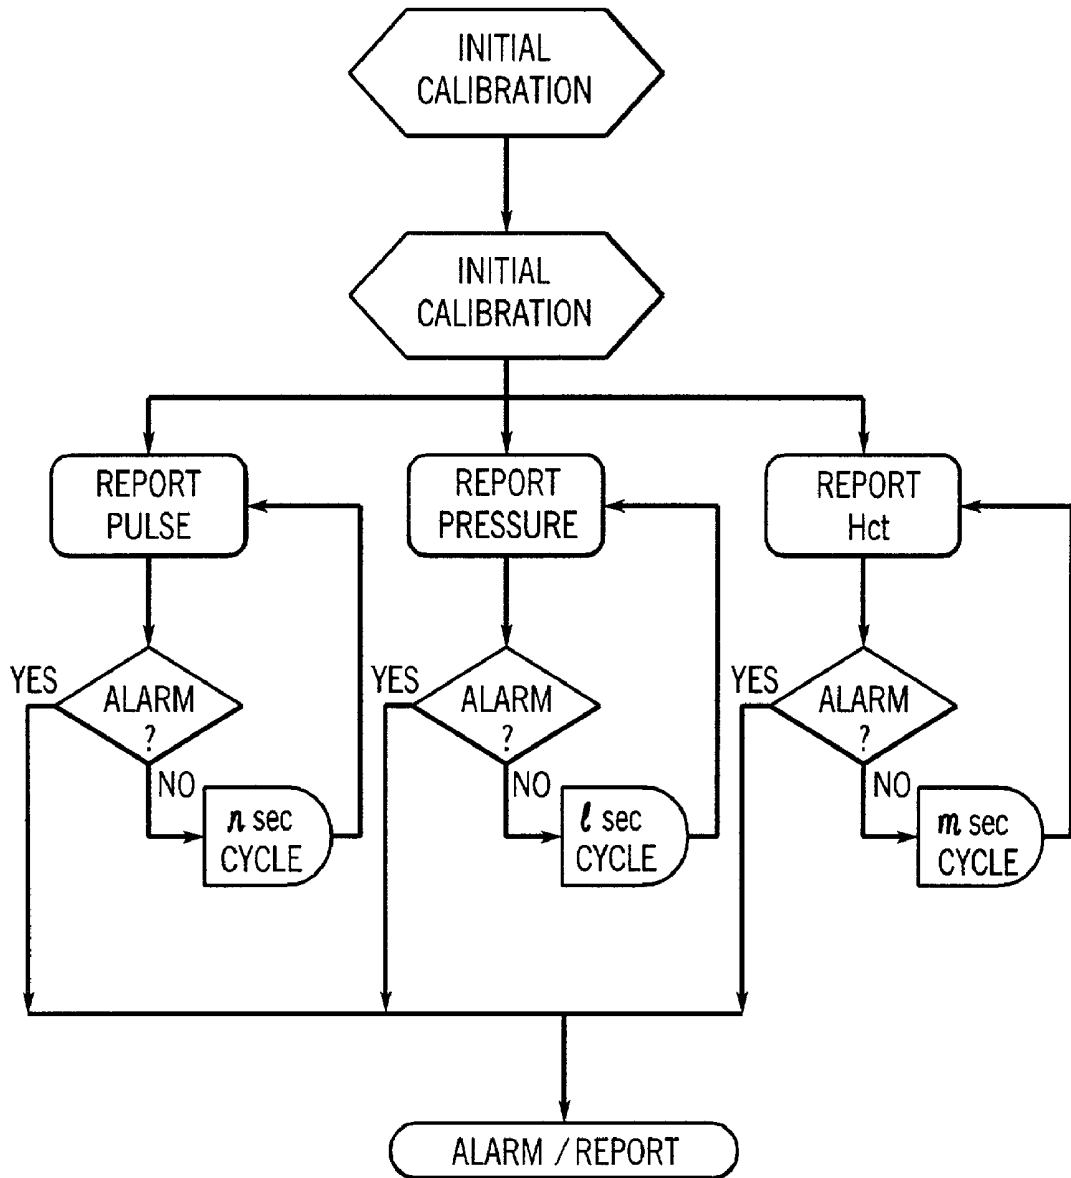 INITIAL
CALIBRATION
INITIAL
CALIBRATION
REPORT
PULSE
REPORT
PRESSURE
REPORT
Hct
YES
ALARM
?
NO
n sec
CYCLE
YES
ALARM
?
NO
l sec
CYCLE
YES
ALARM
?
NO
m sec
CYCLE
ALARM / REPORT